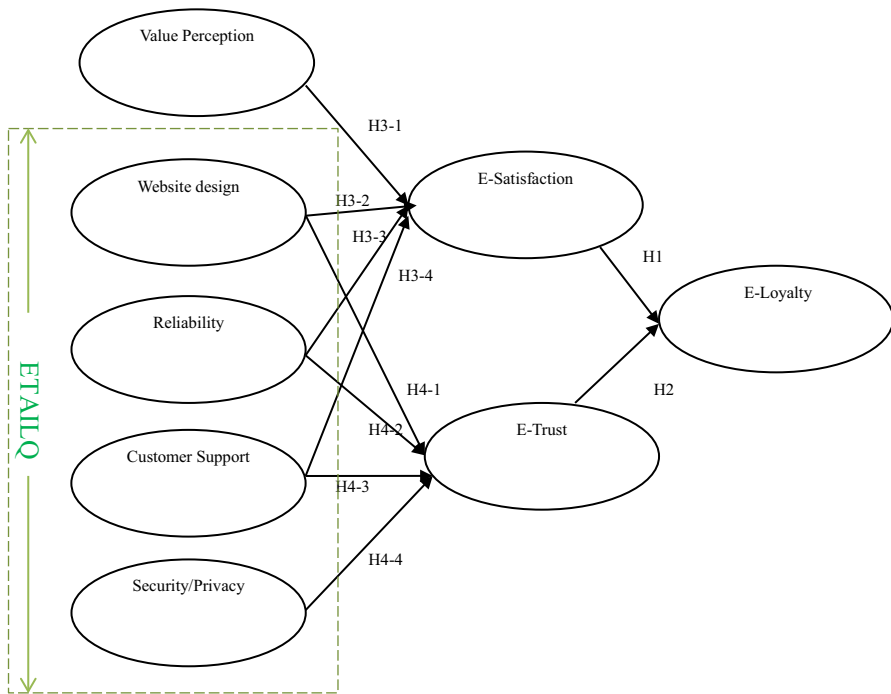 Value Perception
H3-1
Website design
H3-2
E-Satisfaction
H3-3
H3-4
H1
E-Loyalty
Reliability
ETAILQ
H4-1
H2
H4-2
E-Trust
Customer Support
H4-3
H4-4
Security/Privacy